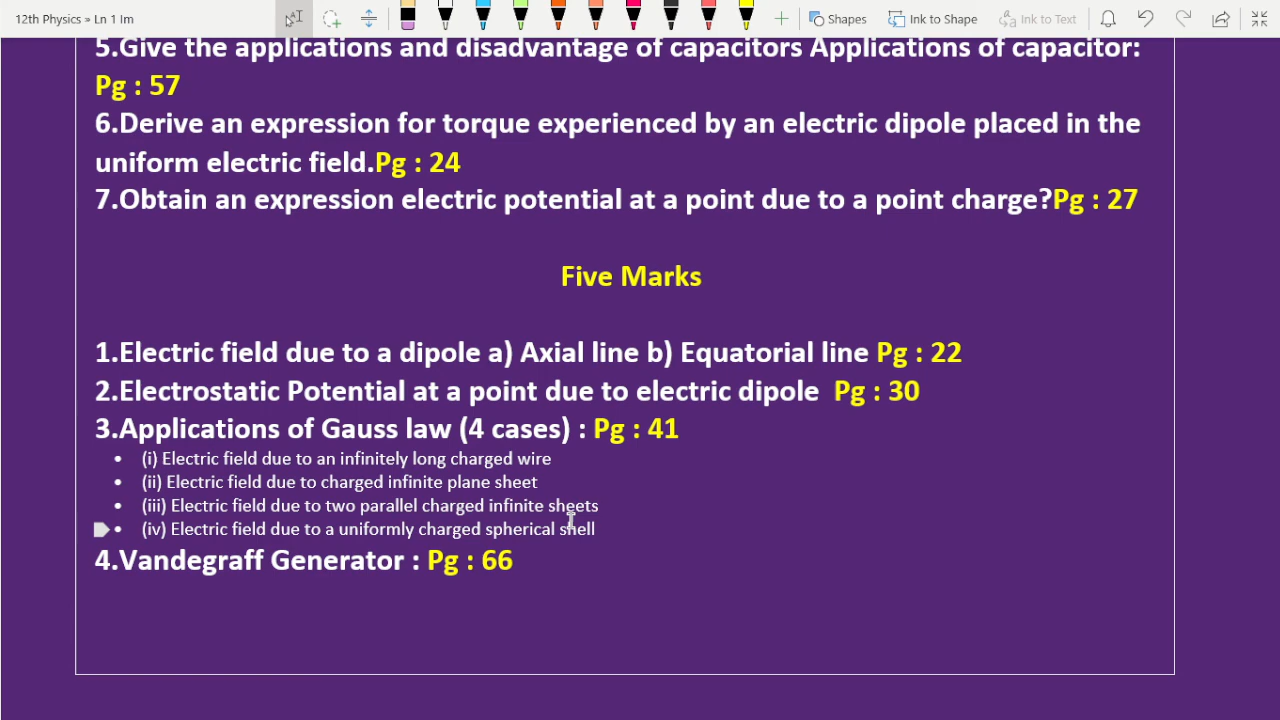 12th Physics » Ln 1 Im
Shapes
Ink to Shape
Ink to Text
5.Give the applications and disadvantage of capacitors Applications of capacitor:
Pg : 57
6.Derive an expression for torque experienced by an electric dipole placed in the
uniform electric field.Pg : 24
7.Obtain an expression electric potential at a point due to a point charge?Pg : 27
Five Marks
1.Electric field due to a dipole a) Axial line b) Equatorial line Pg : 22
2.Electrostatic Potential at a point due to electric dipole Pg : 30
3.Applications of Gauss law (4 cases) : Pg : 41
• (i) Electric field due to an infinitely long charged wire
• (ii) Electric field due to charged infinite plane sheet
• (iii) Electric field due to two parallel charged infinite sheets
• (iv) Electric field due to a uniformly charged spherical shell
4.Vandegraff Generator : Pg : 66